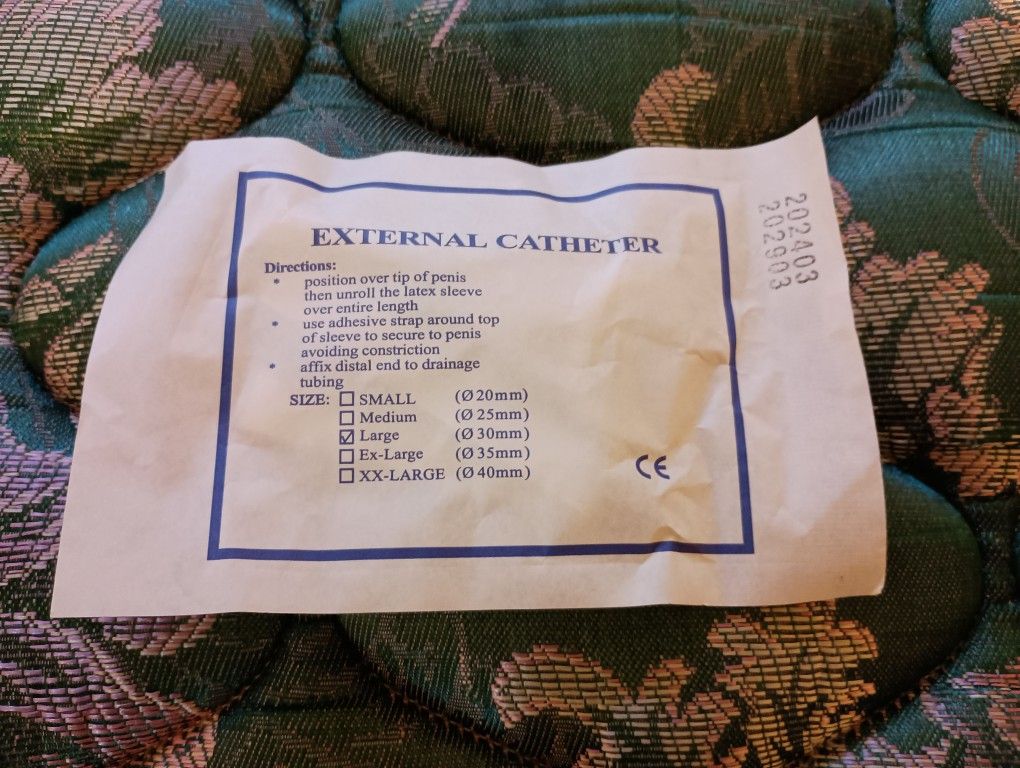 EXTERNAL CATHETER
Directions:
* position over tip of penis
then unroll the latex sleeve
over entire length
* use adhesive strap around top
of sleeve to secure to penis
avoiding constriction
* affix distal end to drainage
tubing
SIZE: ☐ SMALL (Ø 20mm)
☐ Medium (Ø 25mm)
☑ Large (Ø 30mm)
☐ Ex-Large (Ø 35mm)
☐ XX-LARGE (Ø 40mm)
CE
202403
202903